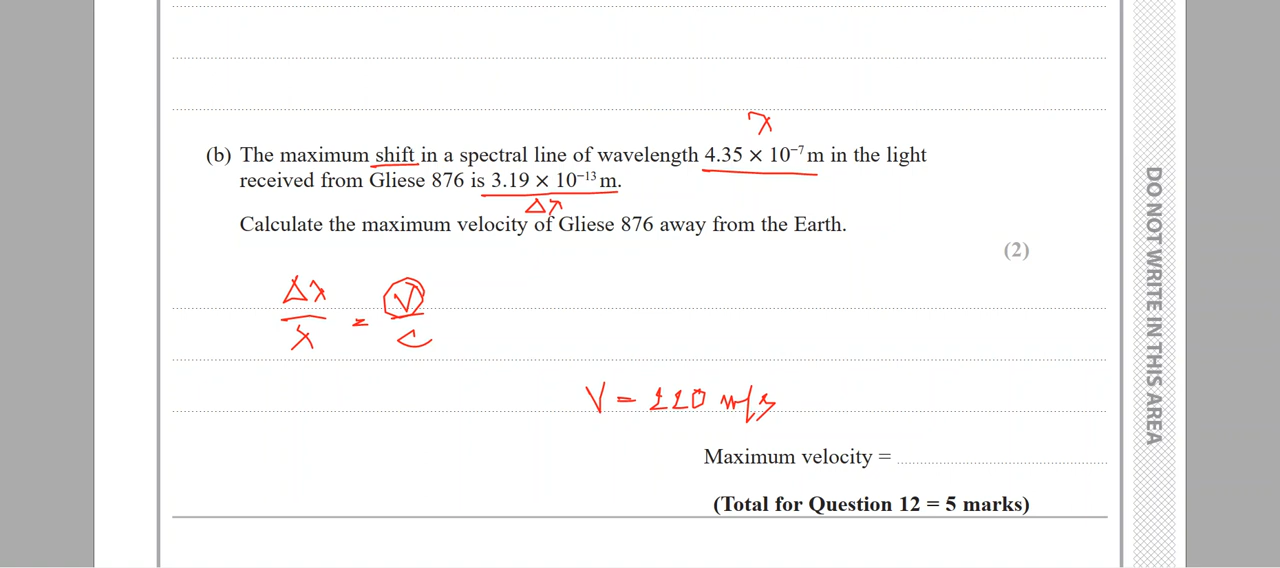 λ
(b) The maximum shift in a spectral line of wavelength 4.35 × 10⁻⁷ m in the light
received from Gliese 876 is 3.19 × 10⁻¹³ m.
Δλ
Calculate the maximum velocity of Gliese 876 away from the Earth.
(2)
Δλ/λ = V/c
V = 220 m/s
Maximum velocity =
(Total for Question 12 = 5 marks)
DO NOT WRITE IN THIS AREA